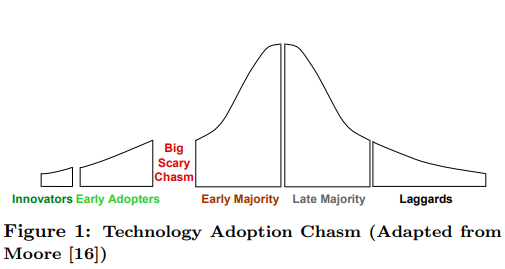 Big
Scary
Chasm
Innovators Early Adopters Early Majority Late Majority Laggards
Figure 1: Technology Adoption Chasm (Adapted from
Moore [16])